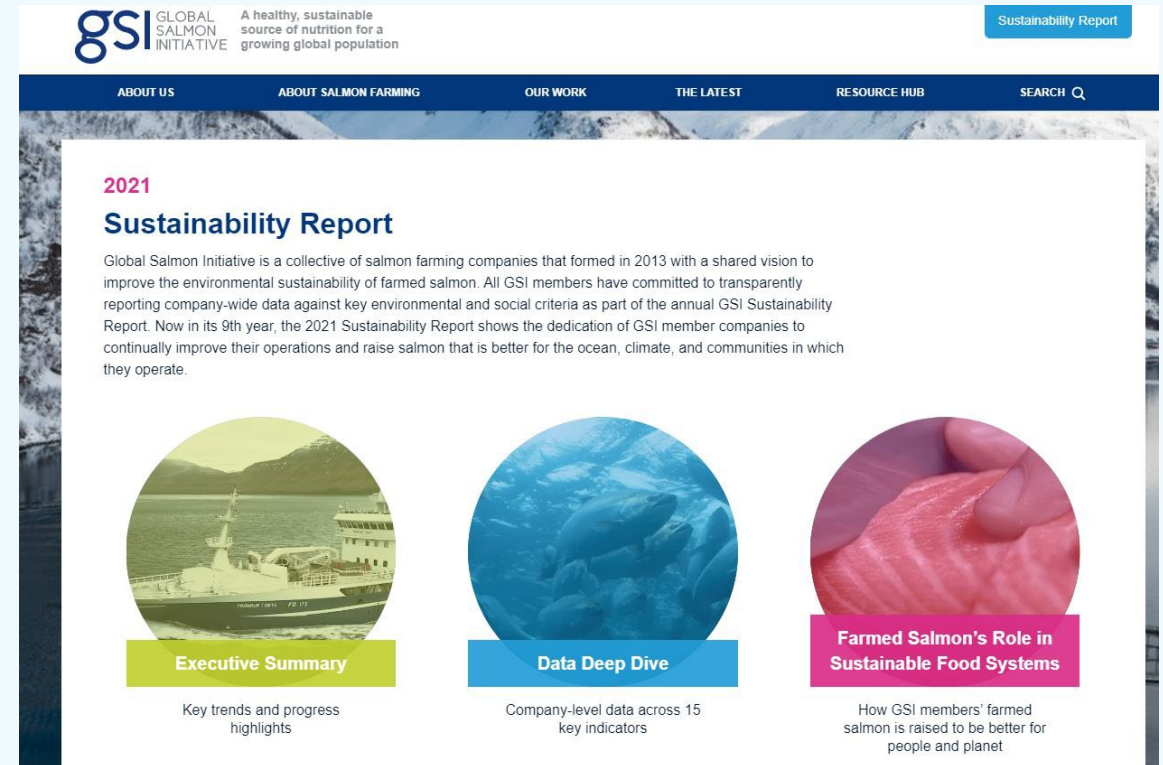 gsi
GLOBAL
SALMON
INITIATIVE
A healthy, sustainable
source of nutrition for a
growing global population
Sustainability Report
ABOUT US
ABOUT SALMON FARMING
OUR WORK
THE LATEST
RESOURCE HUB
SEARCH
2021
Sustainability Report
Global Salmon Initiative is a collective of salmon farming companies that formed in 2013 with a shared vision to
improve the environmental sustainability of farmed salmon. All GSI members have committed to transparently
reporting company-wide data against key environmental and social criteria as part of the annual GSI Sustainability
Report. Now in its 9th year, the 2021 Sustainability Report shows the dedication of GSI member companies to
continually improve their operations and raise salmon that is better for the ocean, climate, and communities in which
they operate.
Executive Summary
Key trends and progress
highlights
Data Deep Dive
Company-level data across 15
key indicators
Farmed Salmon's Role in
Sustainable Food Systems
How GSI members' farmed
salmon is raised to be better for
people and planet